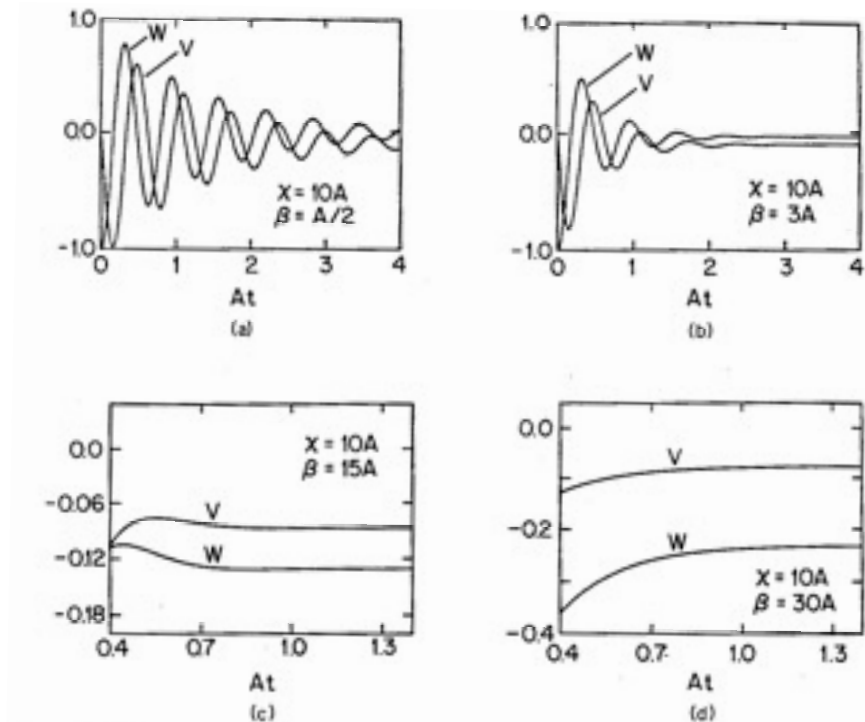 1.0
W
V
0.0
χ = 10A
β = A/2
-1.0
0 1 2 3 4
At
(a)
1.0
W
V
0.0
χ = 10A
β = 3A
-1.0
0 1 2 3 4
At
(b)
0.0
χ = 10A
β = 15A
-0.06
V
-0.12
W
-0.18
0.4 0.7 1.0 1.3
At
(c)
0.0
V
-0.2
W
χ = 10A
β = 30A
-0.4
0.4 0.7 1.0 1.3
At
(d)